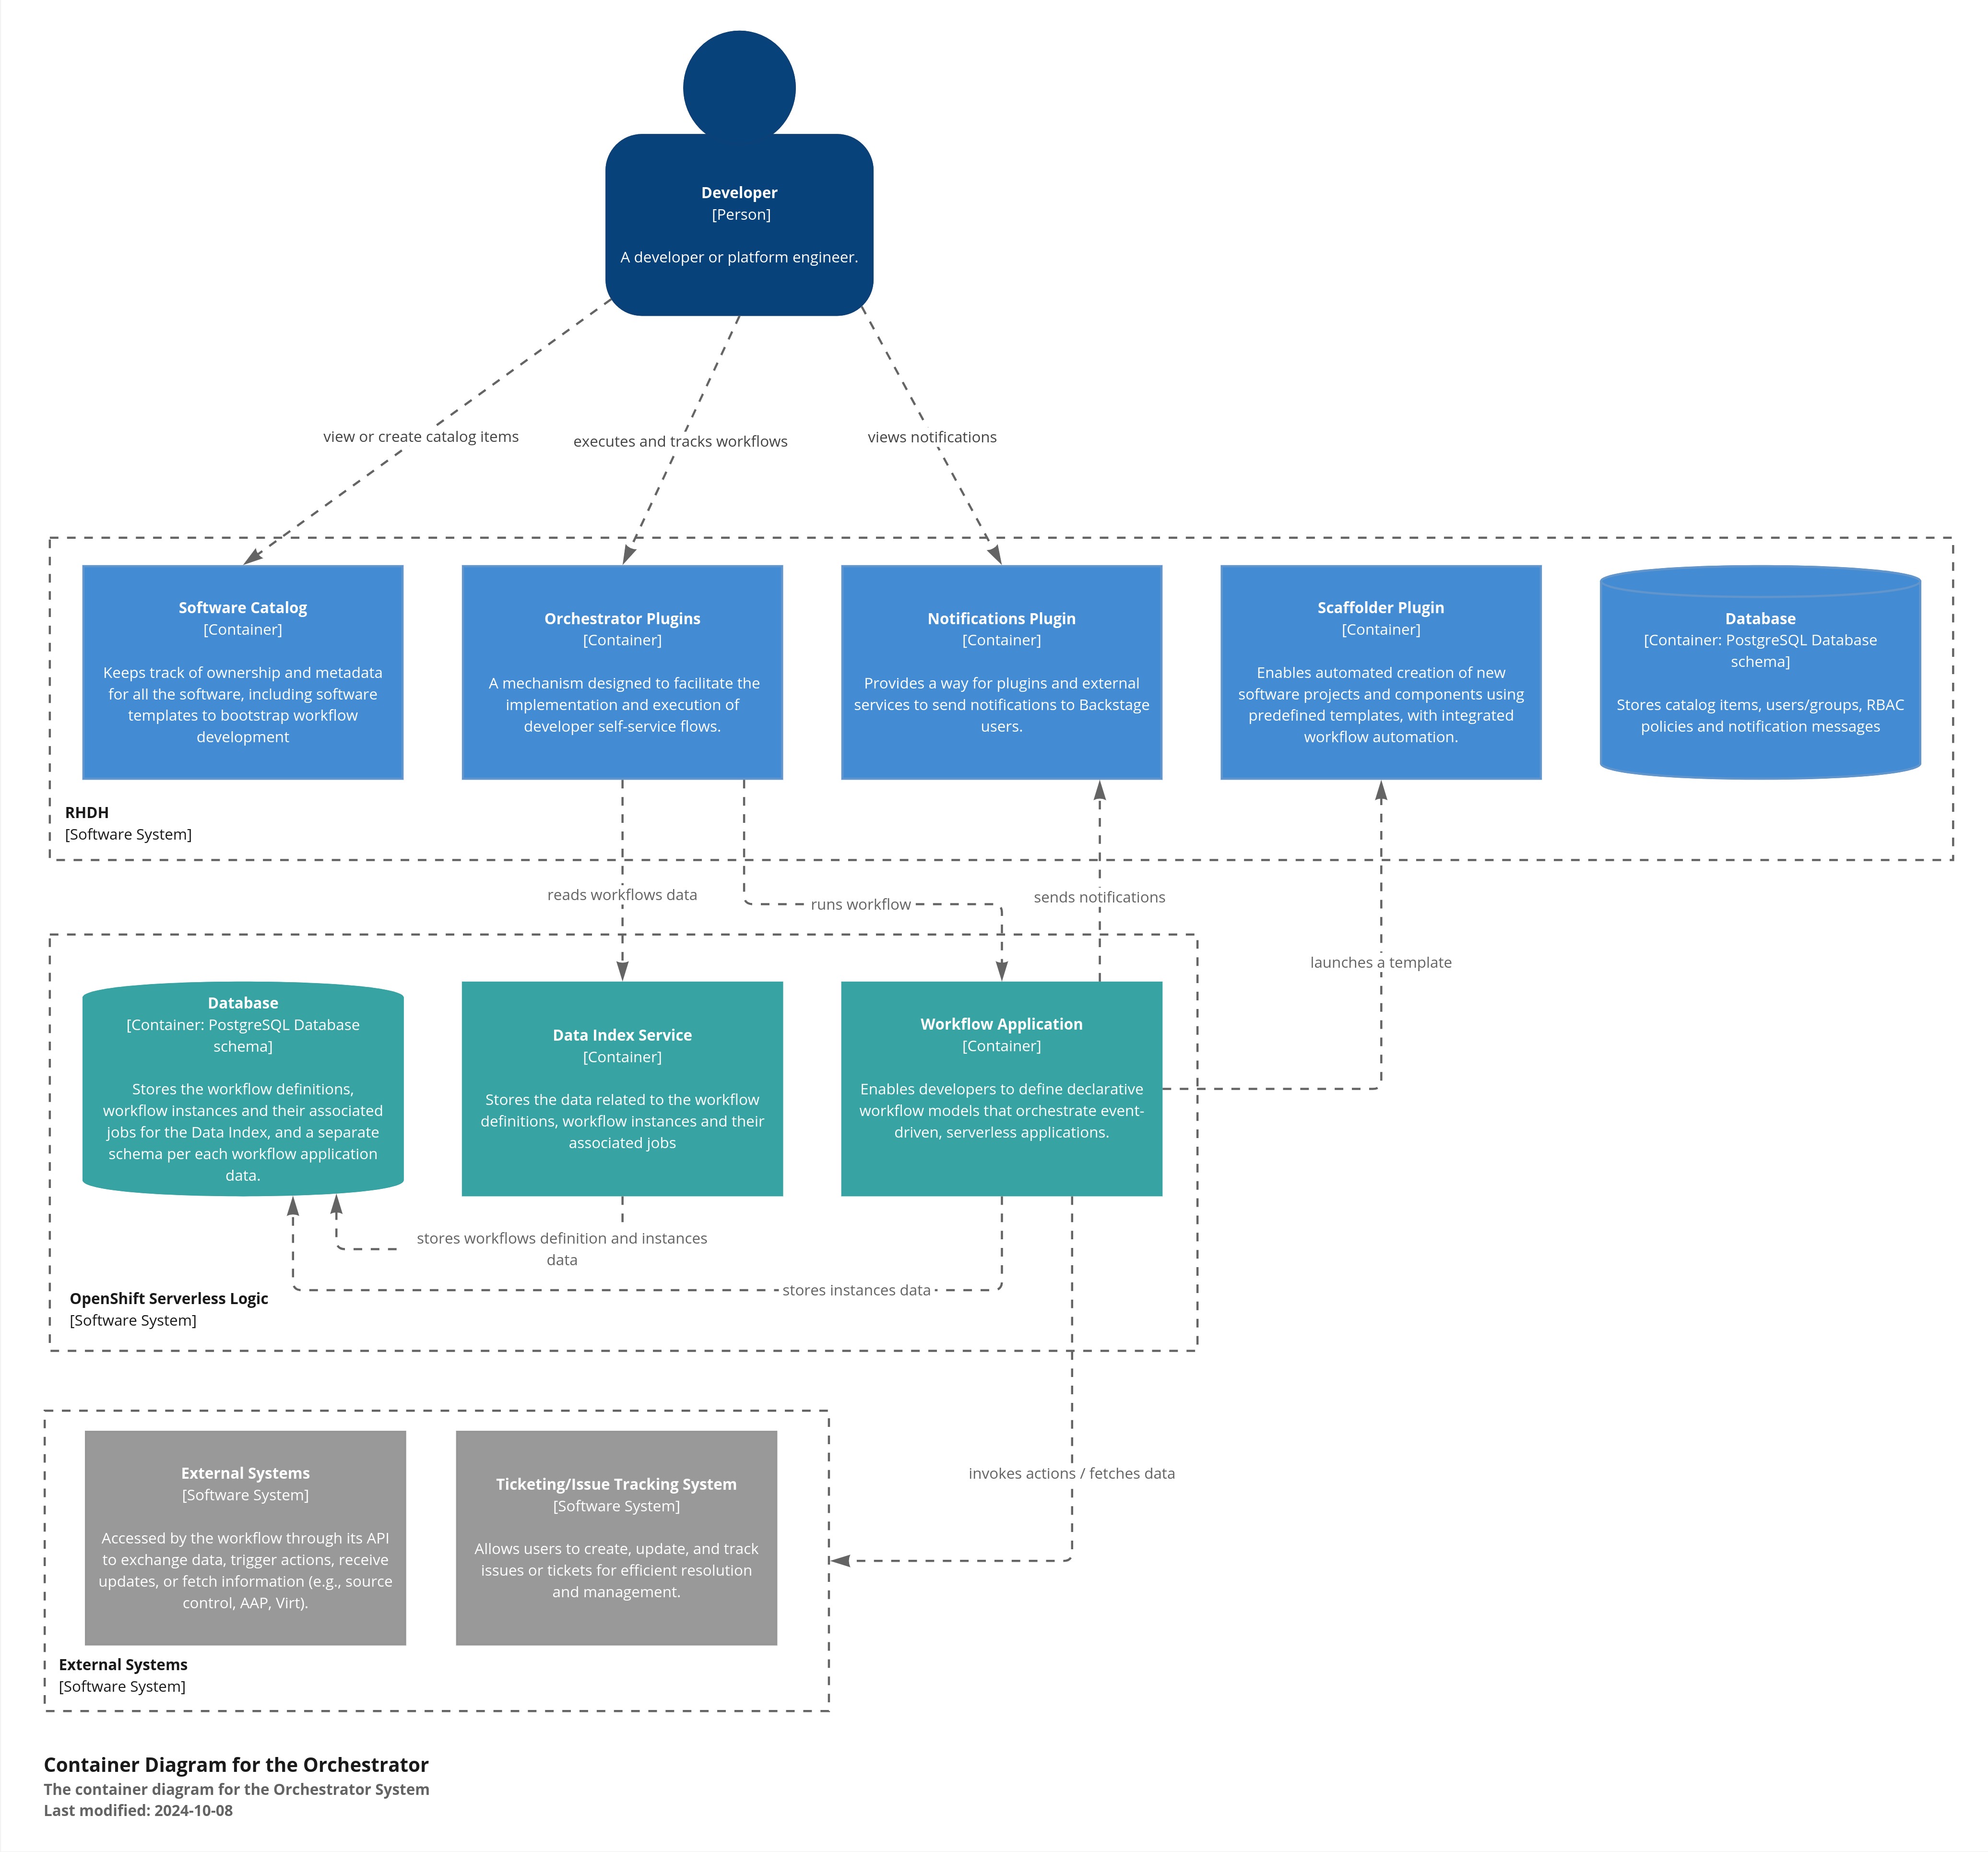 Developer
[Person]
A developer or platform engineer.
view or create catalog items
executes and tracks workflows
views notifications
Software Catalog
[Container]
Keeps track of ownership and metadata
for all the software, including software
templates to bootstrap workflow
development
Orchestrator Plugins
[Container]
A mechanism designed to facilitate the
implementation and execution of
developer self-service flows.
Notifications Plugin
[Container]
Provides a way for plugins and external
services to send notifications to Backstage
users.
Scaffolder Plugin
[Container]
Enables automated creation of new
software projects and components using
predefined templates, with integrated
workflow automation.
Database
[Container: PostgreSQL Database
schema]
Stores catalog items, users/groups, RBAC
policies and notification messages
RHDH
[Software System]
reads workflows data
runs workflow
sends notifications
launches a template
Database
[Container: PostgreSQL Database
schema]
Stores the workflow definitions,
workflow instances and their associated
jobs for the Data Index, and a separate
schema per each workflow application
data.
Data Index Service
[Container]
Stores the data related to the workflow
definitions, workflow instances and their
associated jobs
Workflow Application
[Container]
Enables developers to define declarative
workflow models that orchestrate event-
driven, serverless applications.
stores workflows definition and instances
data
stores instances data
OpenShift Serverless Logic
[Software System]
invokes actions / fetches data
External Systems
[Software System]
Accessed by the workflow through its API
to exchange data, trigger actions, receive
updates, or fetch information (e.g., source
control, AAP, Virt).
Ticketing/Issue Tracking System
[Software System]
Allows users to create, update, and track
issues or tickets for efficient resolution
and management.
External Systems
[Software System]
Container Diagram for the Orchestrator
The container diagram for the Orchestrator System
Last modified: 2024-10-08